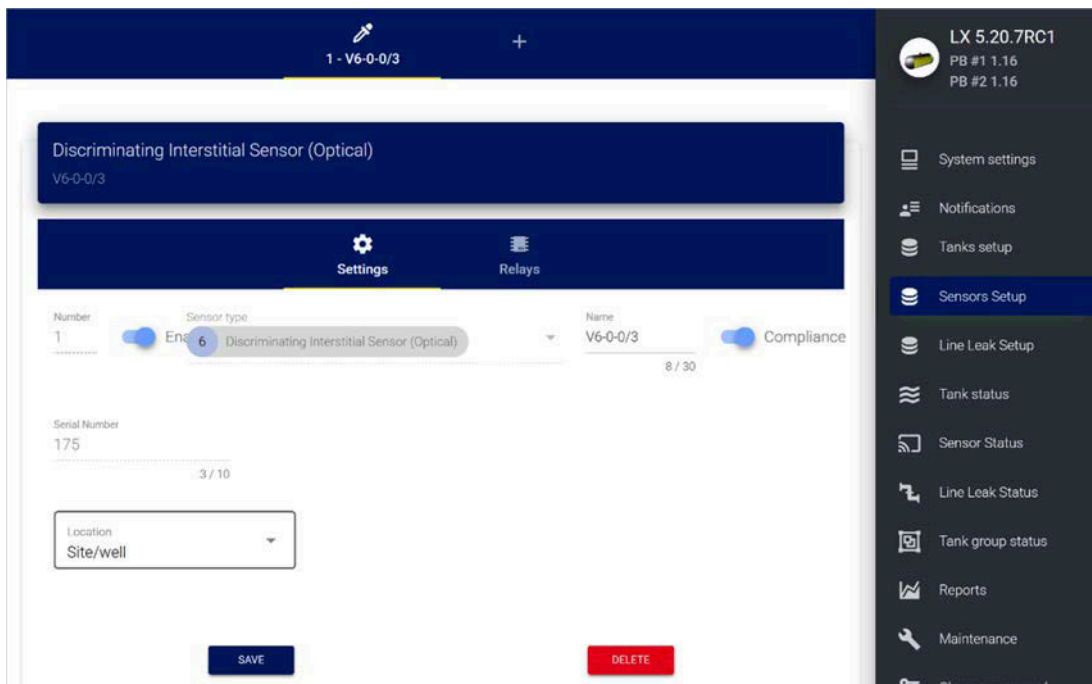 1 - V6-0-0/3
+
Discriminating Interstitial Sensor (Optical)
V6-0-0/3
Settings
Relays
Number
1
Ena
Sensor type
6 Discriminating Interstitial Sensor (Optical)
Name
V6-0-0/3
8 / 30
Compliance
Serial Number
175
3 / 10
Location
Site/well
SAVE
DELETE
LX 5.20.7RC1
PB #1 1.16
PB #2 1.16
System settings
Notifications
Tanks setup
Sensors Setup
Line Leak Setup
Tank status
Sensor Status
Line Leak Status
Tank group status
Reports
Maintenance